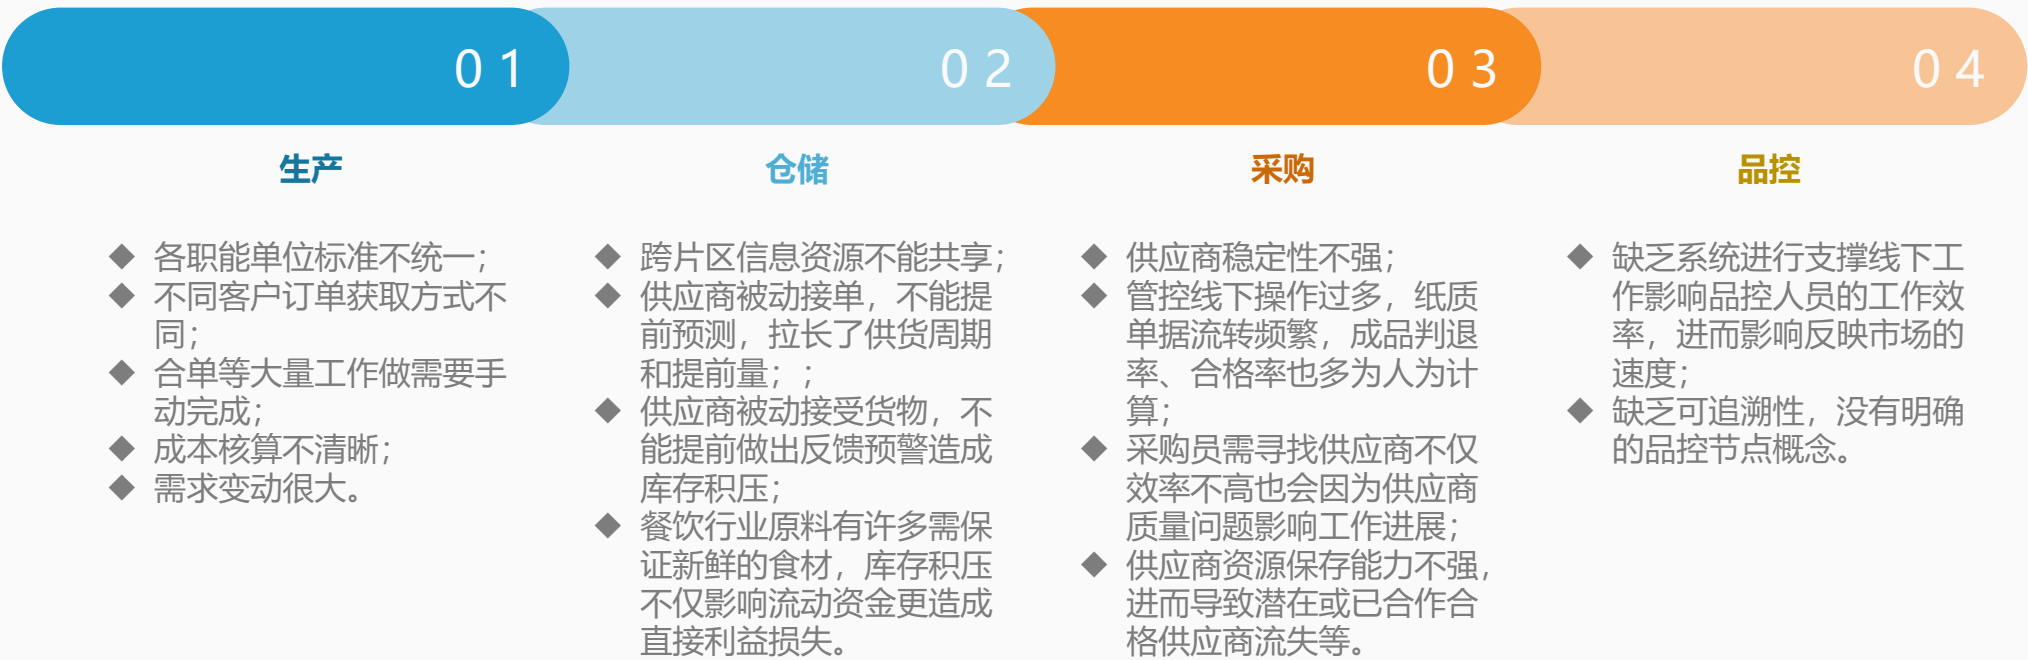 01
02
03
04
生产
◆ 各职能单位标准不统一；
◆ 不同客户订单获取方式不
同；
◆ 合单等大量工作做需要手
动完成；
◆ 成本核算不清晰；
◆ 需求变动很大。
仓储
◆ 跨片区信息资源不能共享；
◆ 供应商被动接单，不能提
前预测，拉长了供货周期
和提前量；；
◆ 供应商被动接受货物，不
能提前做出反馈预警造成
库存积压；
◆ 餐饮行业原料有许多需保
证新鲜的食材，库存积压
不仅影响流动资金更造成
直接利益损失。
采购
◆ 供应商稳定性不强；
◆ 管控线下操作过多，纸质
单据流转频繁，成品判退
率、合格率也多为人为计
算；
◆ 采购员需寻找供应商不仅
效率不高也会因为供应商
质量问题影响工作进展；
◆ 供应商资源保存能力不强，
进而导致潜在或已合作合
格供应商流失等。
品控
◆ 缺乏系统进行支撑线下工
作影响品控人员的工作效
率，进而影响反映市场的
速度；
◆ 缺乏可追溯性，没有明确
的品控节点概念。